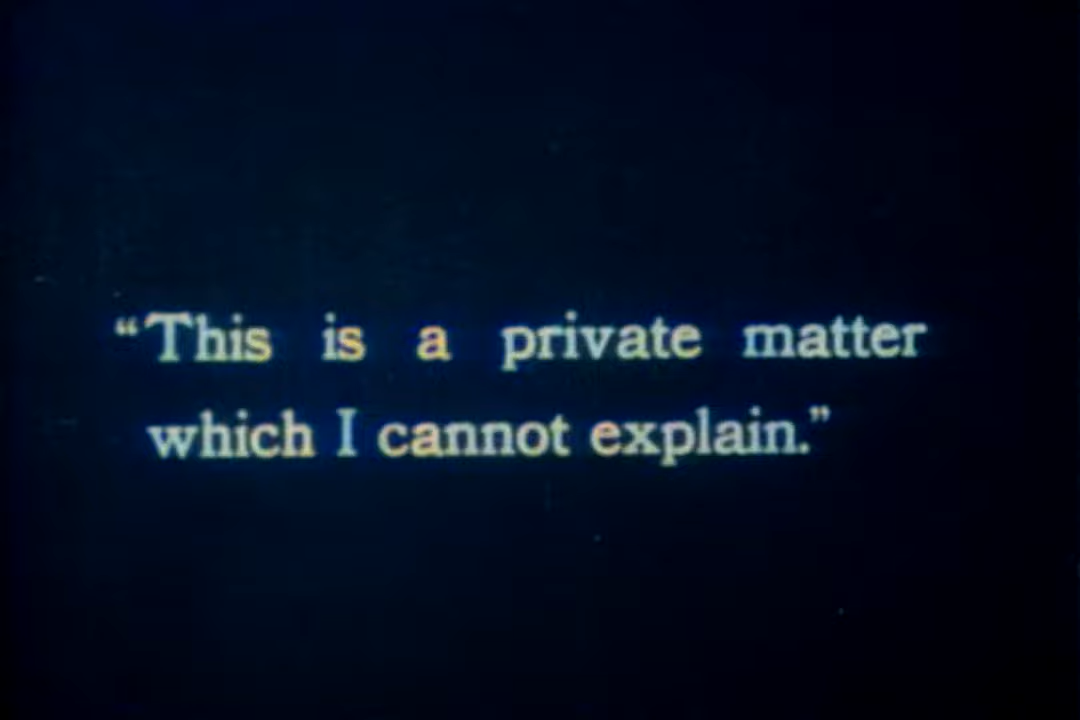 “This is a private matter
which I cannot explain.”